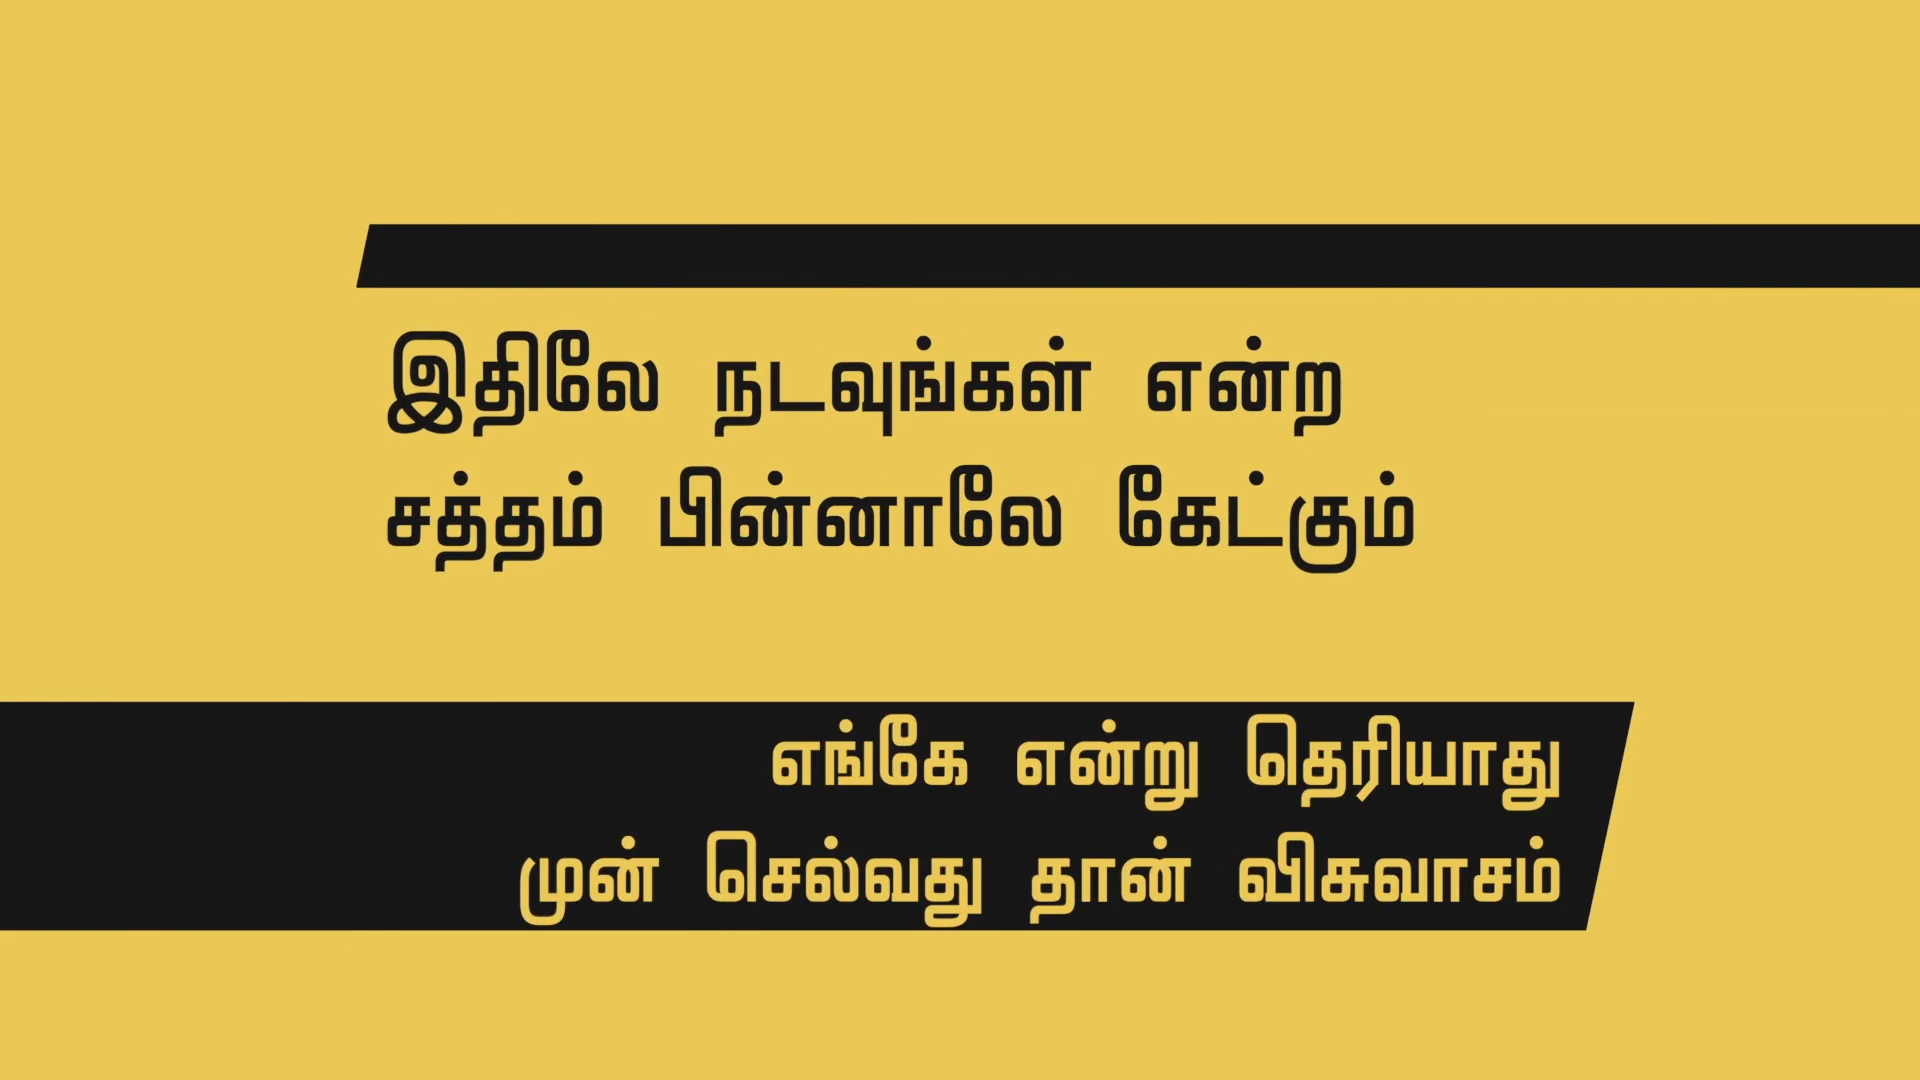 இதிலே நடவுங்கள் என்ற
சத்தம் பின்னாலே கேட்கும்
எங்கே என்று தெரியாது
முன் செல்வது தான் விசுவாசம்